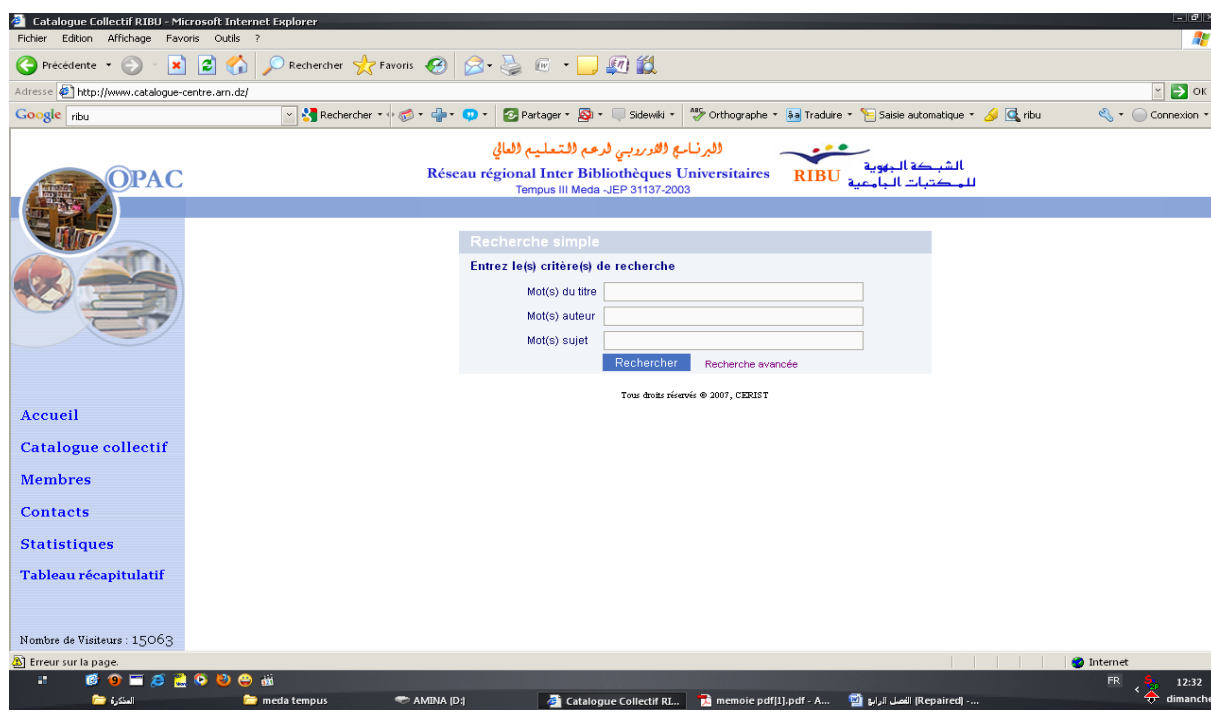 Catalogue Collectif RIBU - Microsoft Internet Explorer
Fichier Edition Affichage Favoris Outils ?
Précédente Rechercher Favoris
Adresse http://www.catalogue-centre.arn.dz/ OK
Google ribu Rechercher Partager Sidewiki Orthographe Traduire Saisie automatique ribu Connexion
البرنامج الأوروبي لدعم التعليم العالي
OPAC
Réseau régional Inter Bibliothèques Universitaires
Tempus III Meda -JEP 31137-2003
RIBU
الشبكة الجهوية
للمكتبات الجامعية
Recherche simple
Entrez le(s) critère(s) de recherche
Mot(s) du titre
Mot(s) auteur
Mot(s) sujet
Rechercher Recherche avancée
Tous droits réservés © 2007, CERIST
Accueil
Catalogue collectif
Membres
Contacts
Statistiques
Tableau récapitulatif
Nombre de Visiteurs : 15063
Erreur sur la page. Internet
FR 12:32
المذكرة meda tempus AMINA (D:) Catalogue Collectif RI... memoie pdf[1].pdf - A... الفصل الرابع [Repaired] -... dimanche